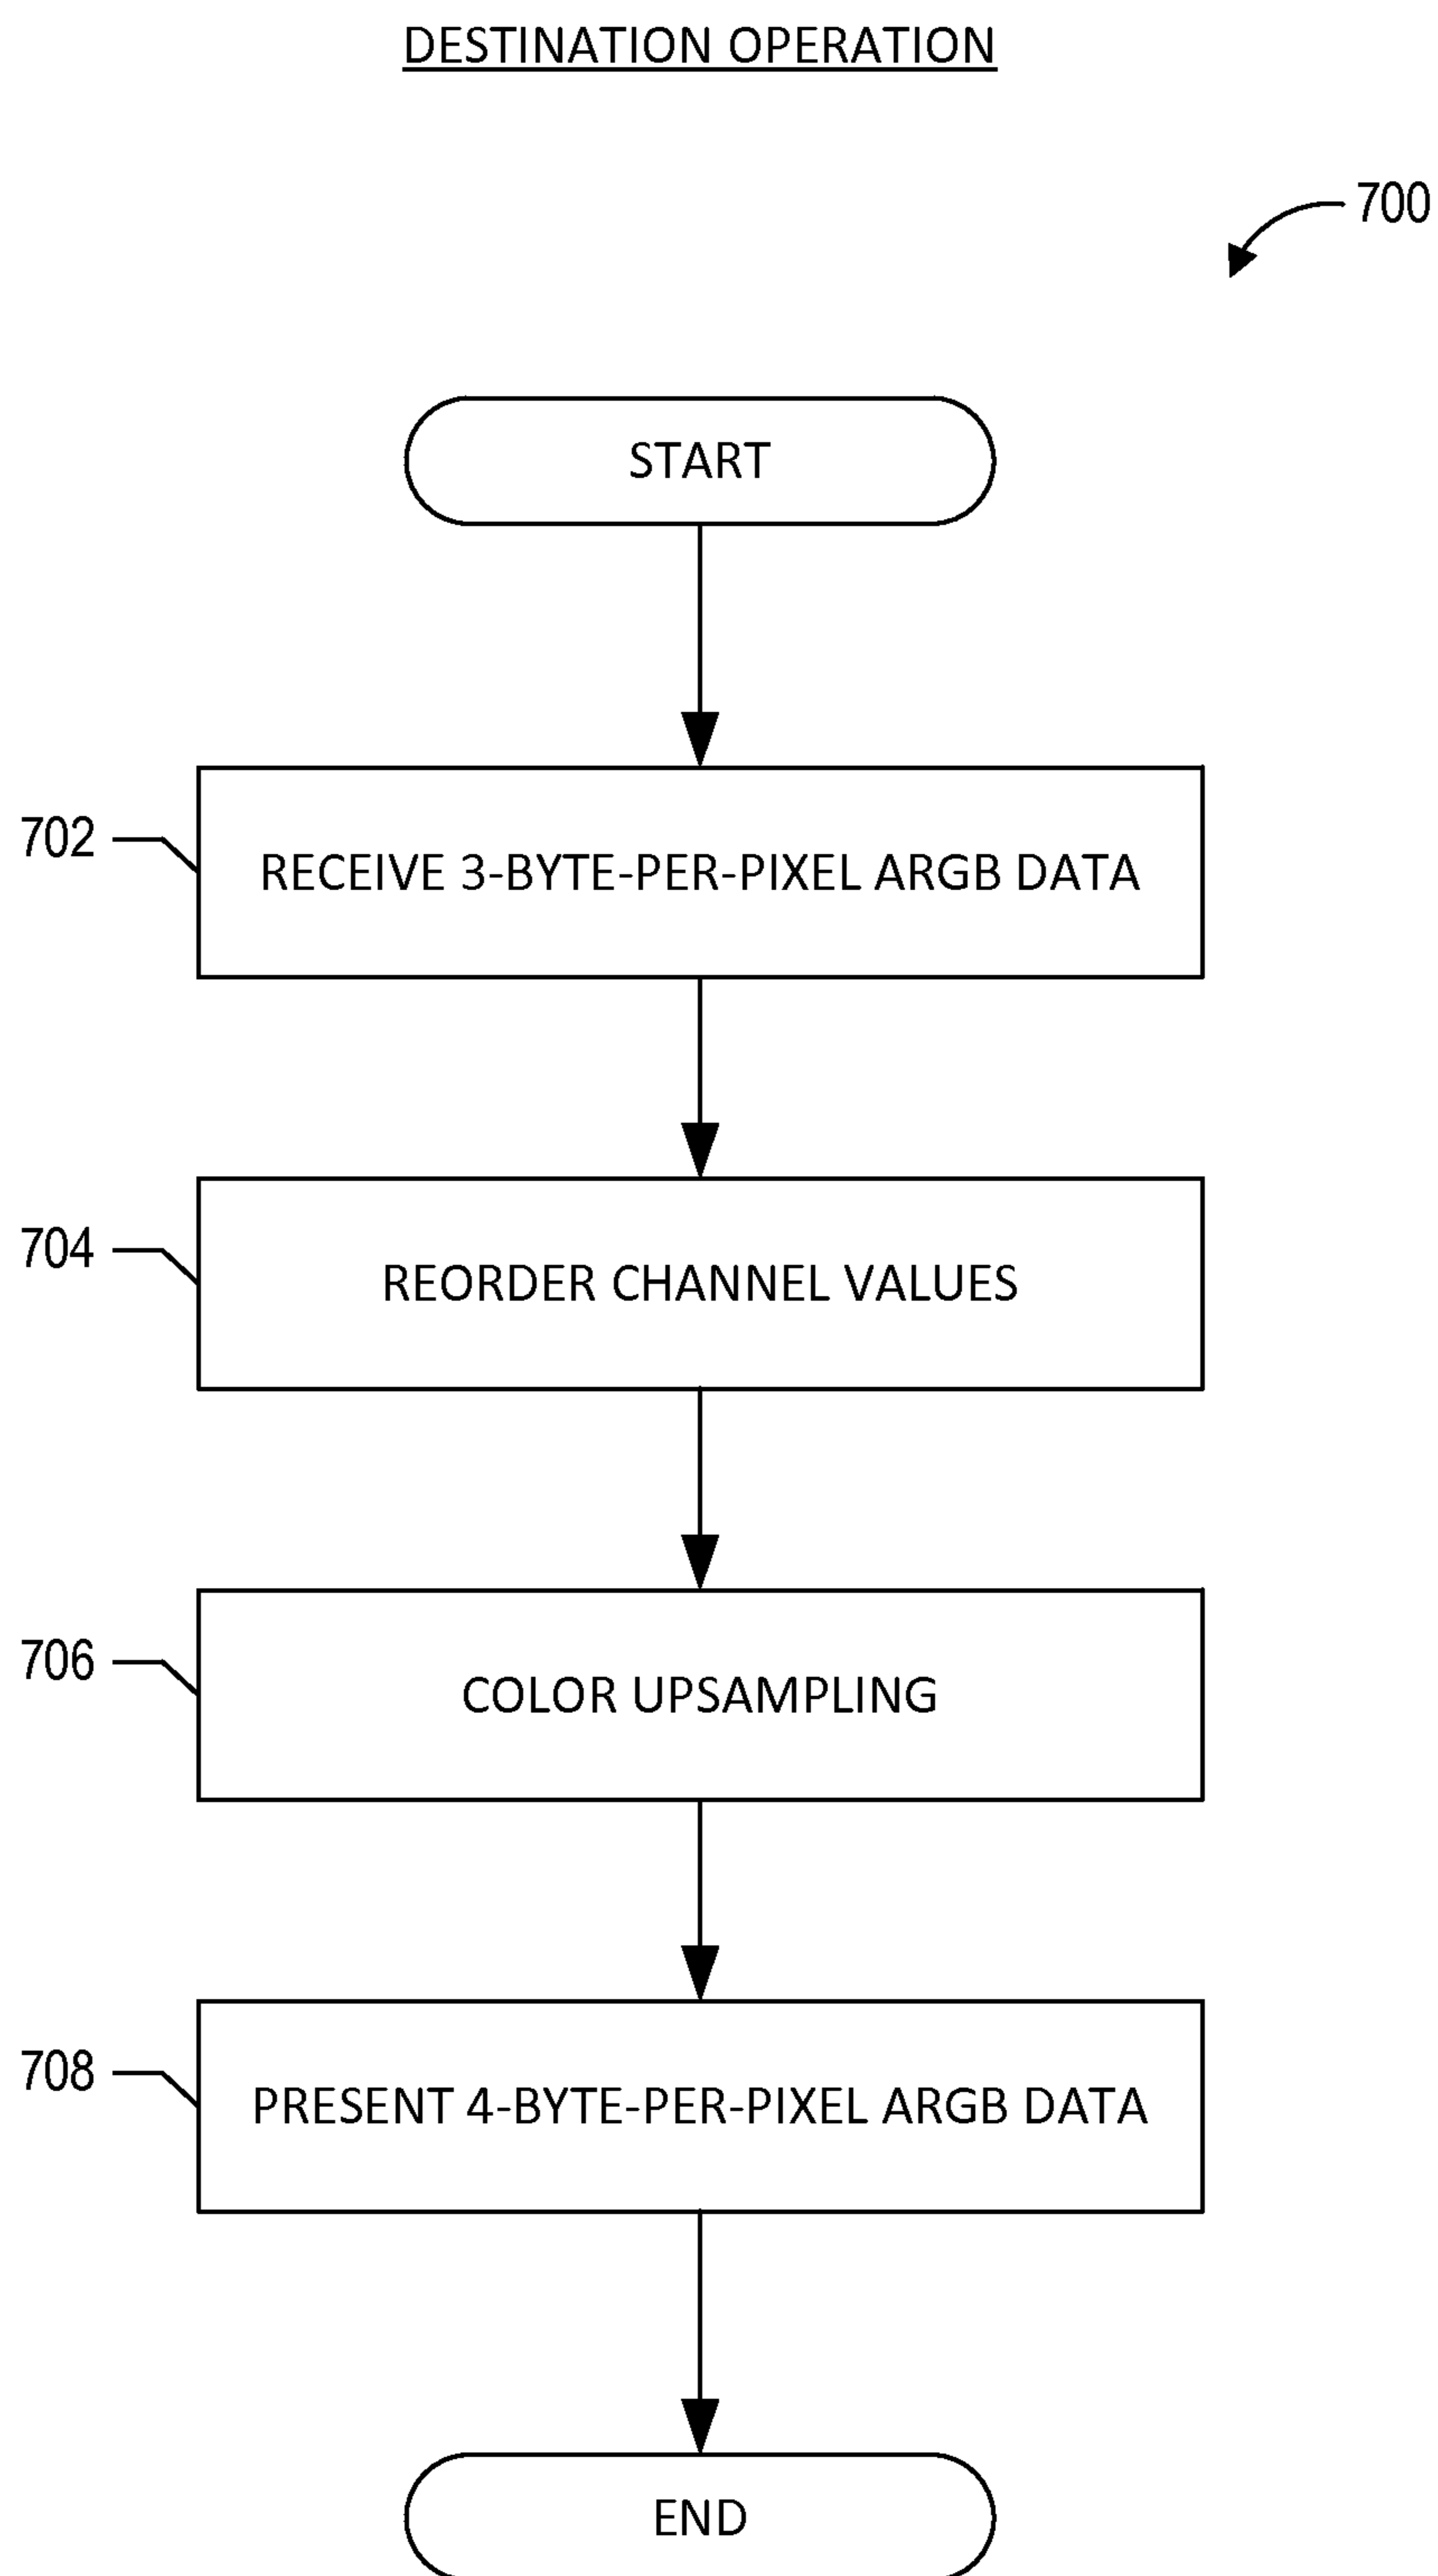 DESTINATION OPERATION
700
START
702
RECEIVE 3-BYTE-PER-PIXEL ARGB DATA
704
REORDER CHANNEL VALUES
706
COLOR UPSAMPLING
708
PRESENT 4-BYTE-PER-PIXEL ARGB DATA
END